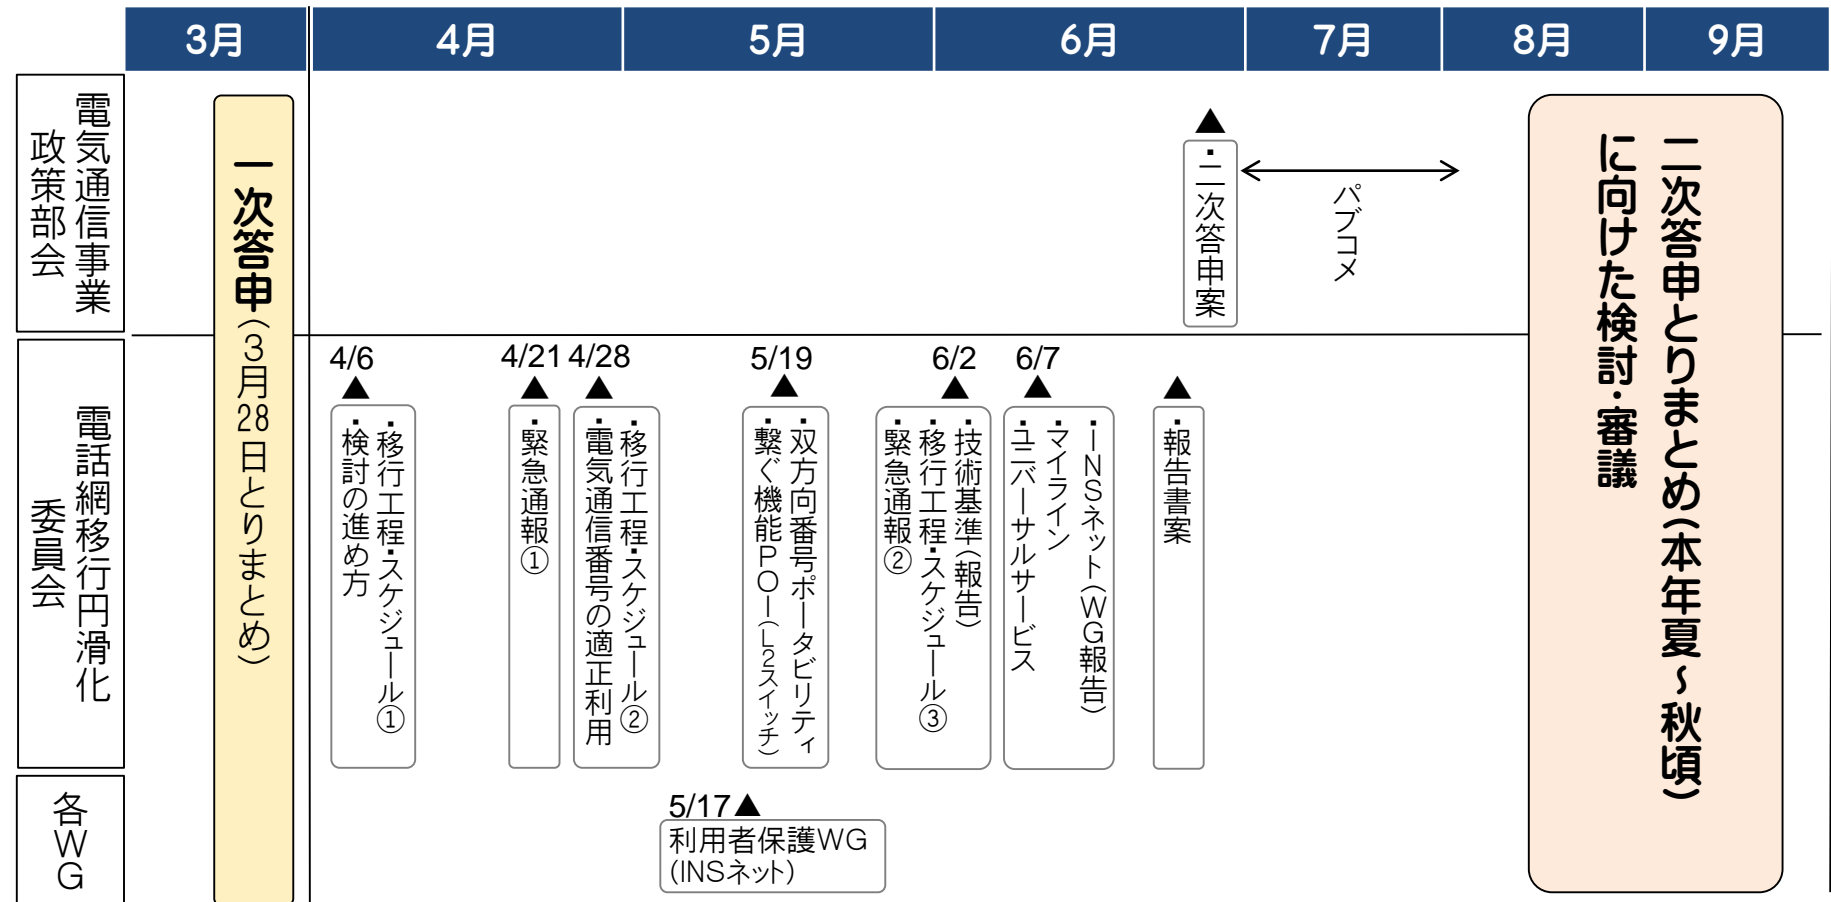 3月
4月
5月
6月
7月
8月
9月
電気通信事業
政策部会
一次答申(3月28日とりまとめ)
▲
・二次答申案
パブコメ
二次答申とりまとめ(本年夏~秋頃)
に向けた検討・審議
電話網移行円滑化
委員会
4/6
▲
・移行工程・スケジュール①
・検討の進め方
4/21
▲
・緊急通報①
4/28
▲
・移行工程・スケジュール②
・電気通信番号の適正利用
5/19
▲
・双方向番号ポータビリティ
・繋ぐ機能POI(L2スイッチ)
6/2
▲
・技術基準(報告)
・移行工程・スケジュール③
・緊急通報②
6/7
▲
・INSネット(WG報告)
・マイライン
・ユニバーサルサービス
▲
・報告書案
各WG
5/17▲
利用者保護WG
(INSネット)